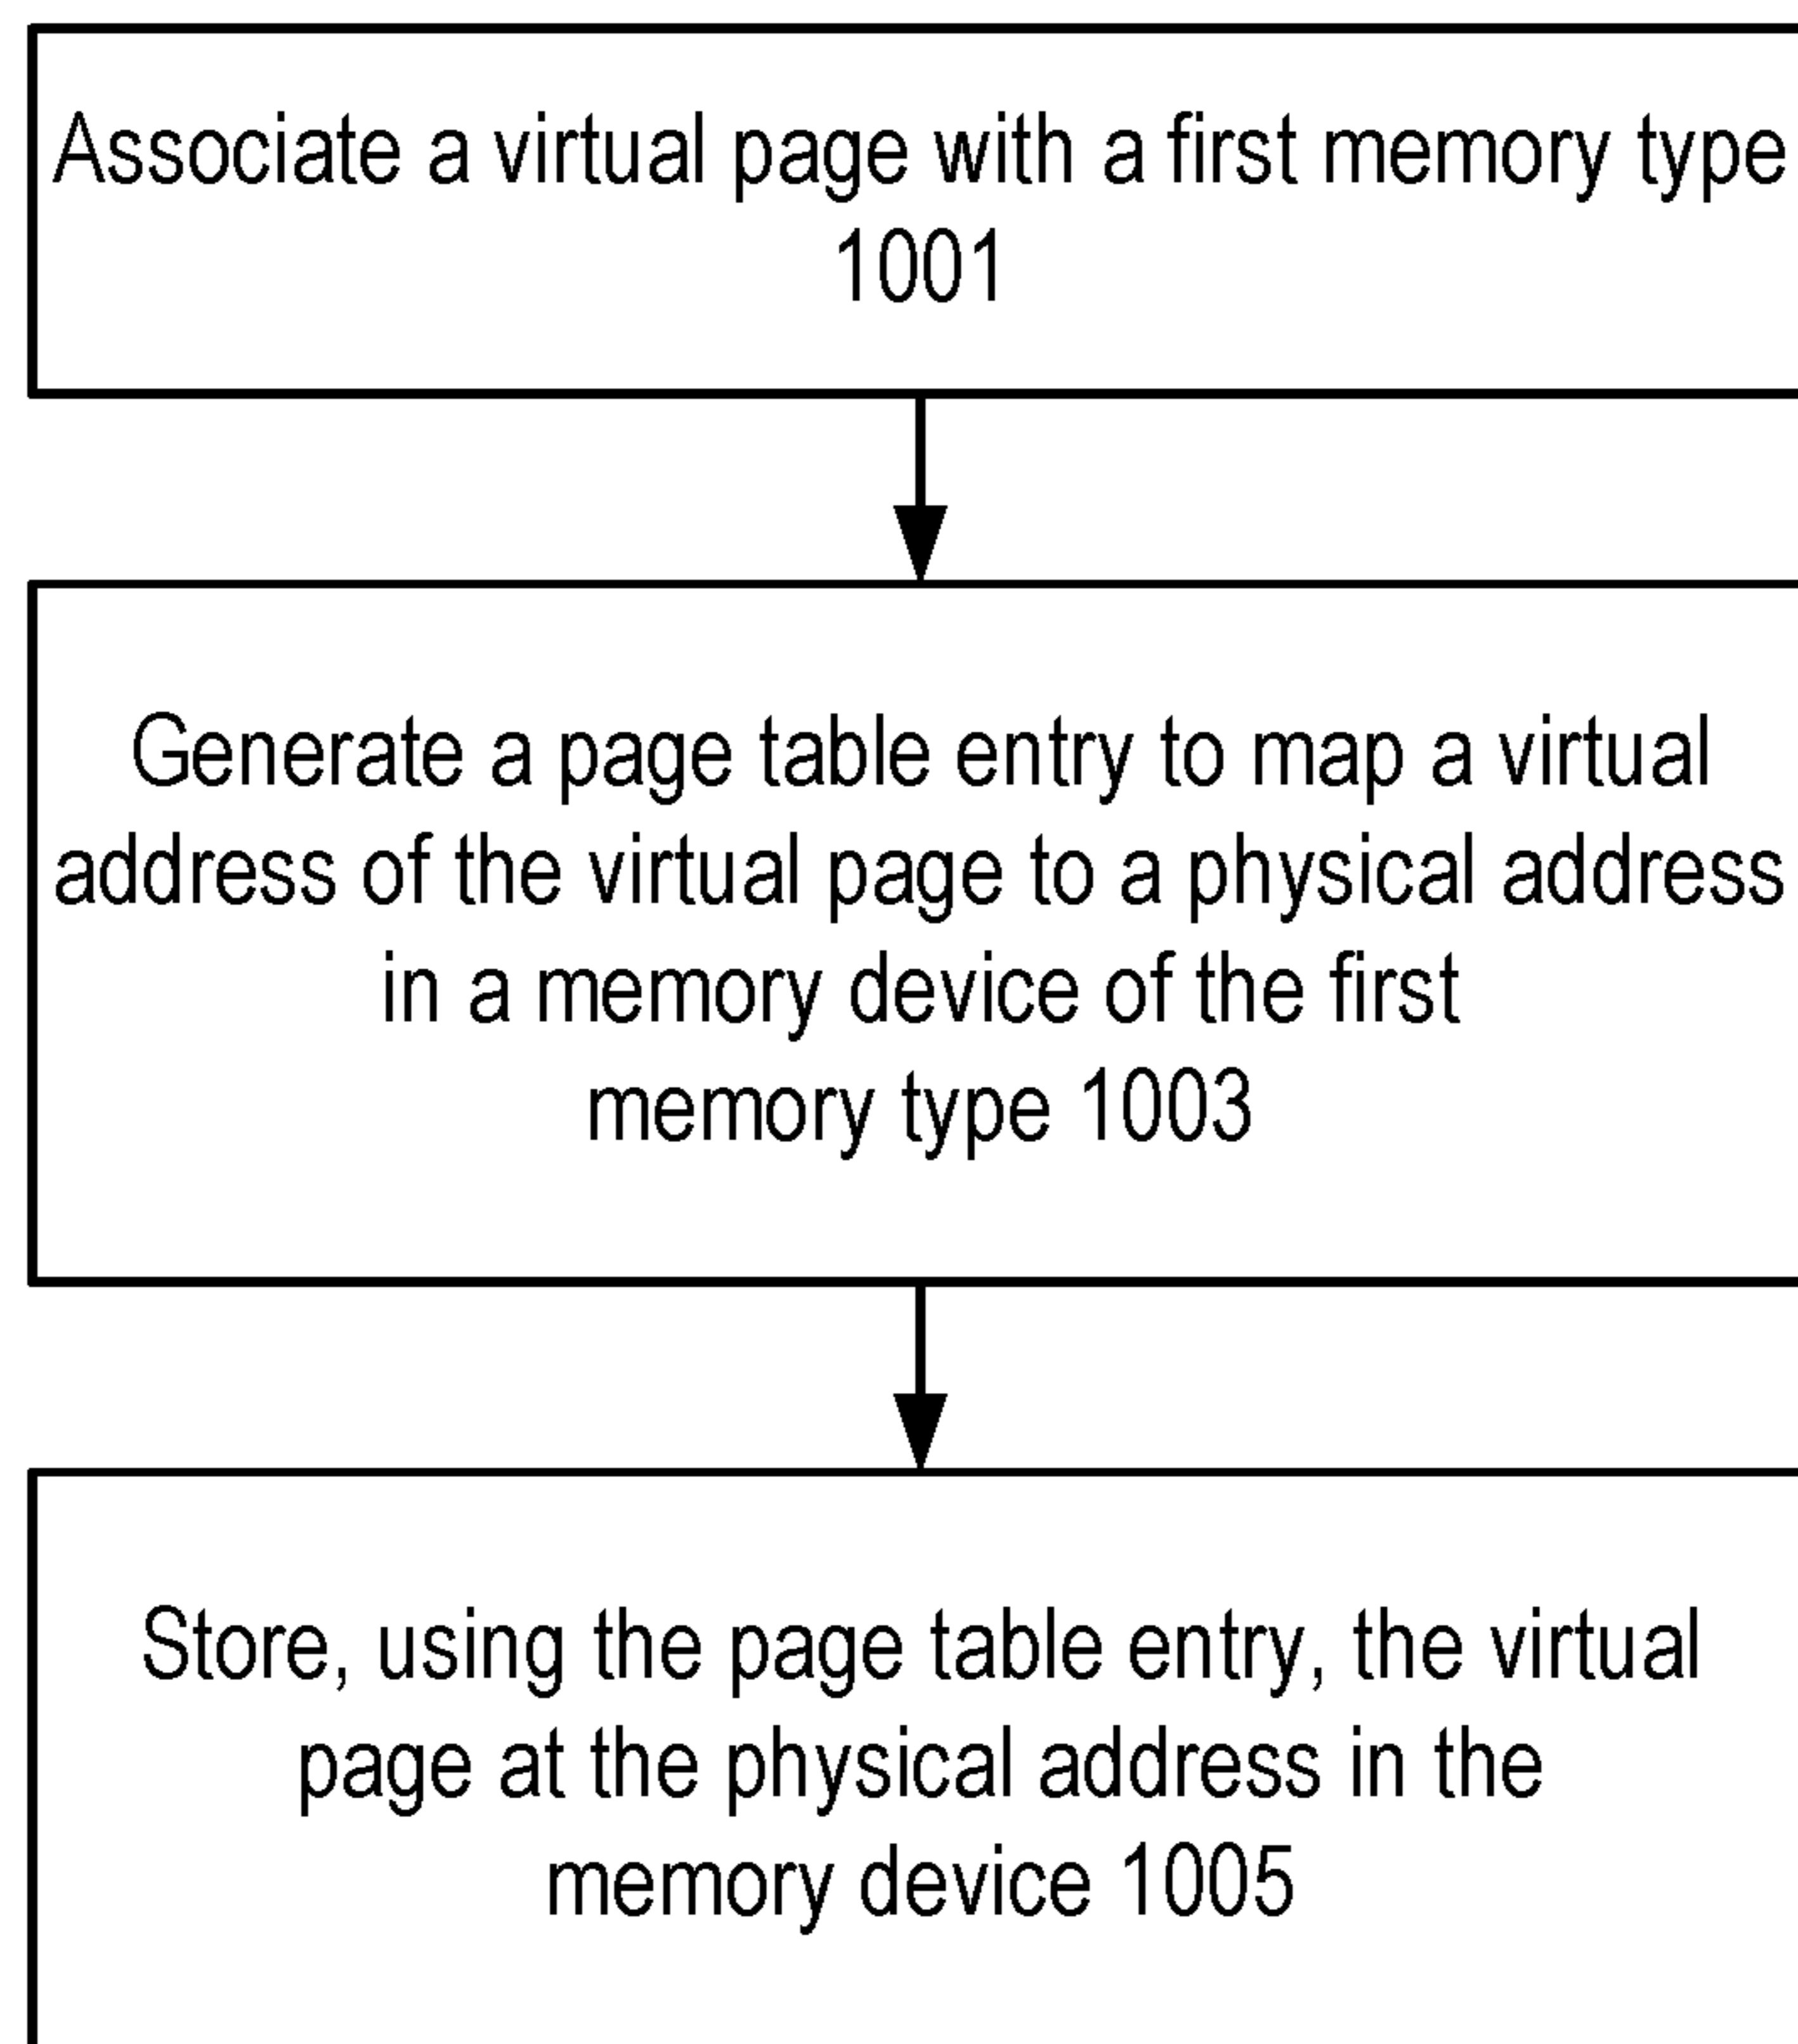 Associate a virtual page with a first memory type
1001
Generate a page table entry to map a virtual
address of the virtual page to a physical address
in a memory device of the first
memory type 1003
Store, using the page table entry, the virtual
page at the physical address in the
memory device 1005